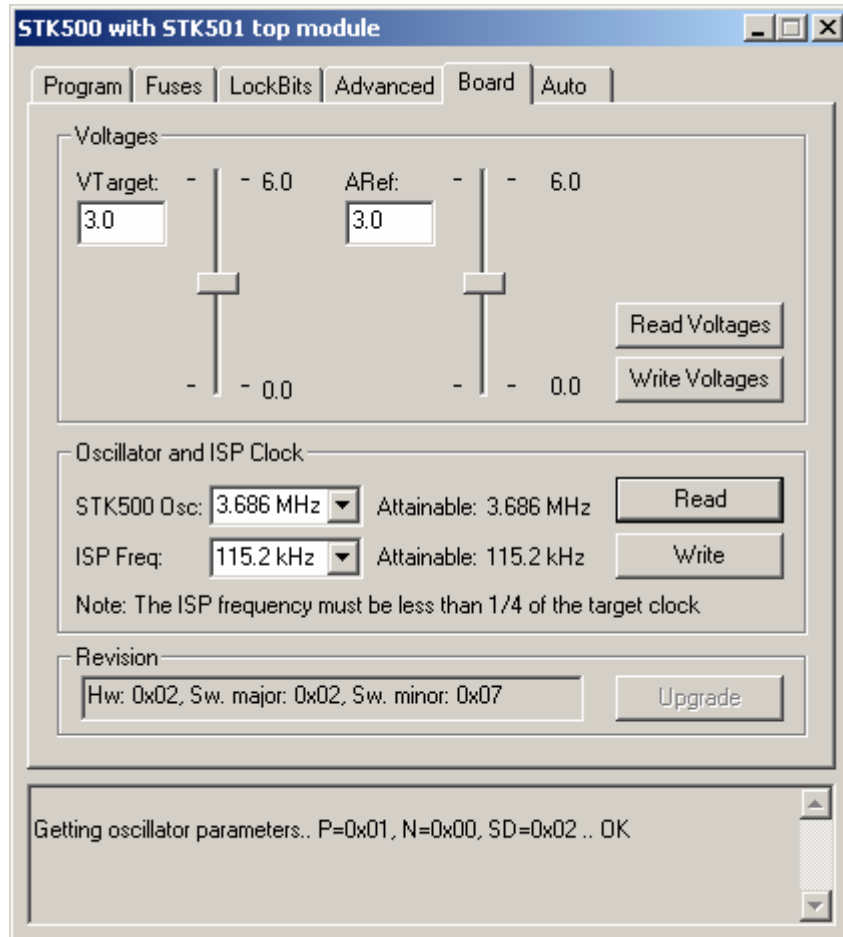 STK500 with STK501 top module
Program Fuses LockBits Advanced Board Auto
Voltages
VTarget: - - 6.0 ARef: - - 6.0
3.0 3.0
Read Voltages
- - 0.0 - - 0.0 Write Voltages
Oscillator and ISP Clock
STK500 Osc: 3.686 MHz Attainable: 3.686 MHz Read
ISP Freq: 115.2 kHz Attainable: 115.2 kHz Write
Note: The ISP frequency must be less than 1/4 of the target clock
Revision
Hw: 0x02, Sw. major: 0x02, Sw. minor: 0x07 Upgrade
Getting oscillator parameters.. P=0x01, N=0x00, SD=0x02 .. OK